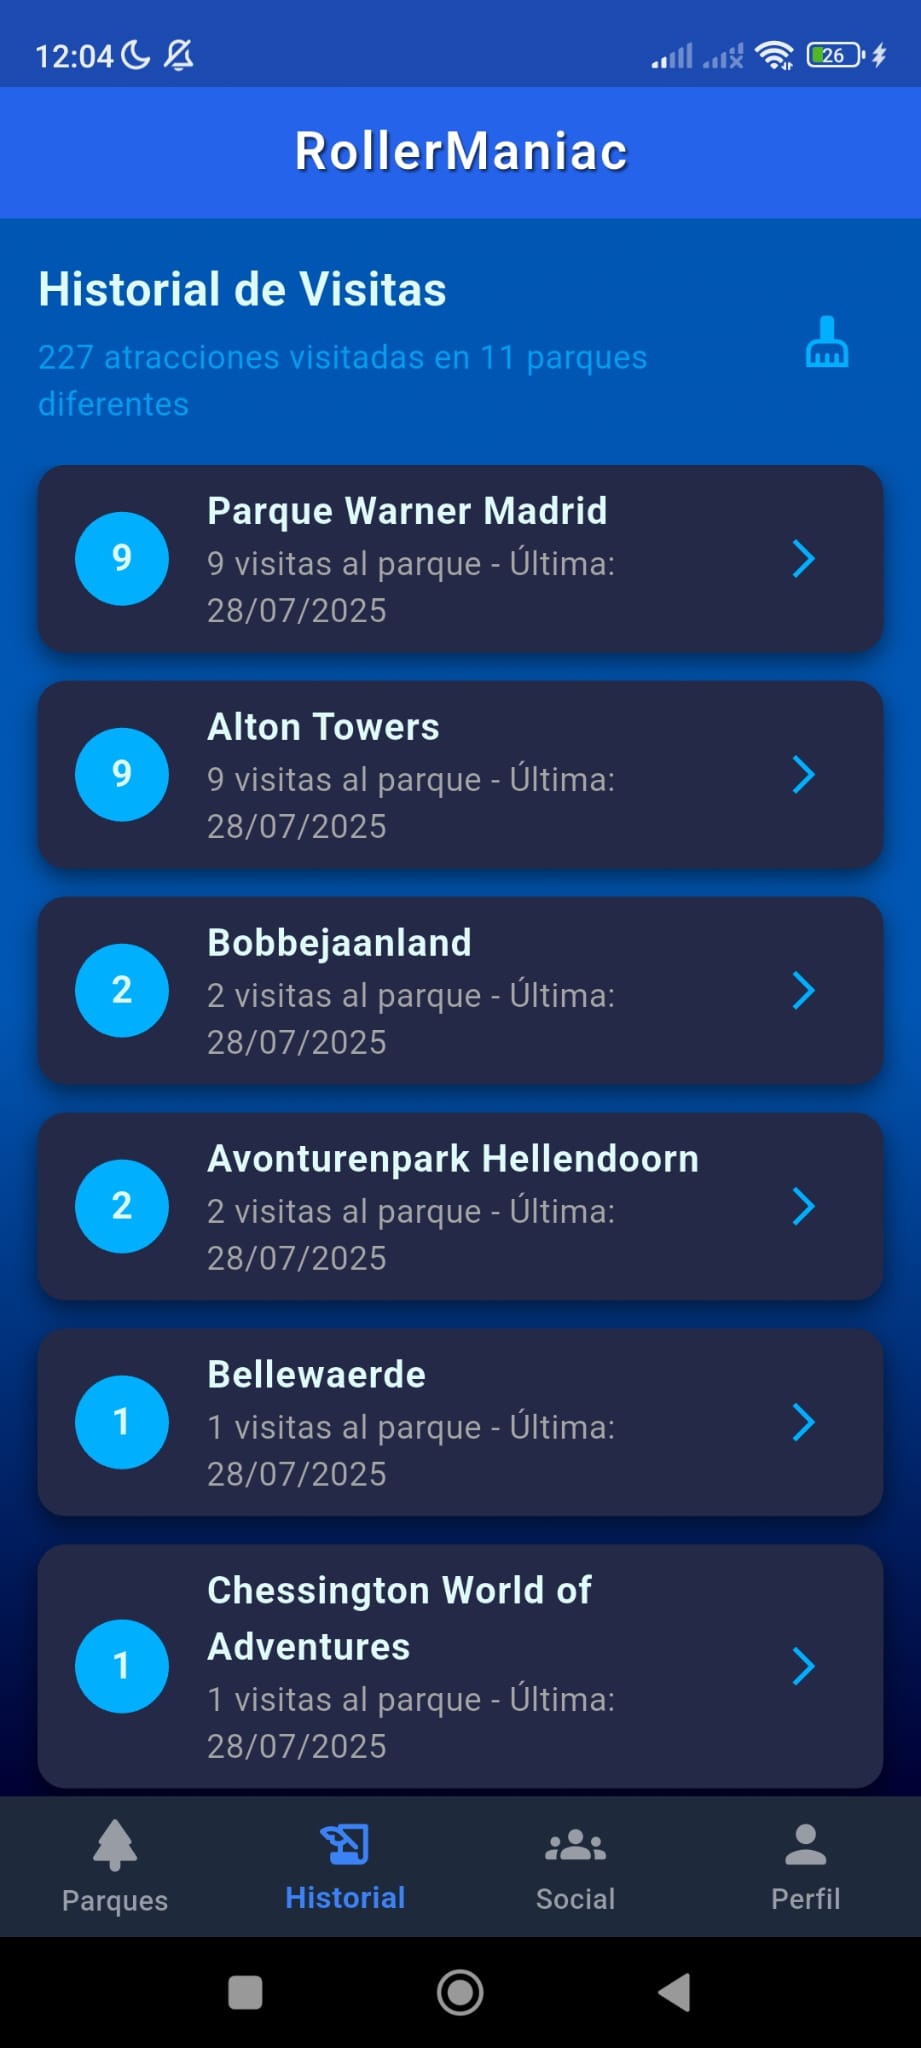 12:04
26
RollerManiac
Historial de Visitas
227 atracciones visitadas en 11 parques
diferentes
9
Parque Warner Madrid
9 visitas al parque - Última:
28/07/2025
9
Alton Towers
9 visitas al parque - Última:
28/07/2025
2
Bobbejaanland
2 visitas al parque - Última:
28/07/2025
2
Avonturenpark Hellendoorn
2 visitas al parque - Última:
28/07/2025
1
Bellewaerde
1 visitas al parque - Última:
28/07/2025
1
Chessington World of
Adventures
1 visitas al parque - Última:
28/07/2025
Parques
Historial
Social
Perfil